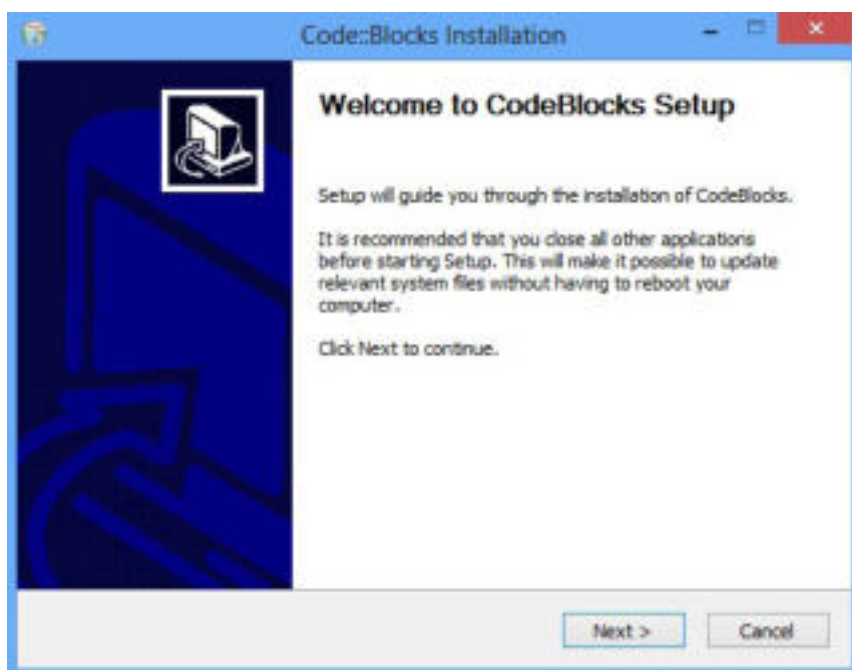 Code::Blocks Installation
Welcome to CodeBlocks Setup
Setup will guide you through the installation of CodeBlocks.
It is recommended that you close all other applications
before starting Setup. This will make it possible to update
relevant system files without having to reboot your
computer.
Click Next to continue.
Next >
Cancel